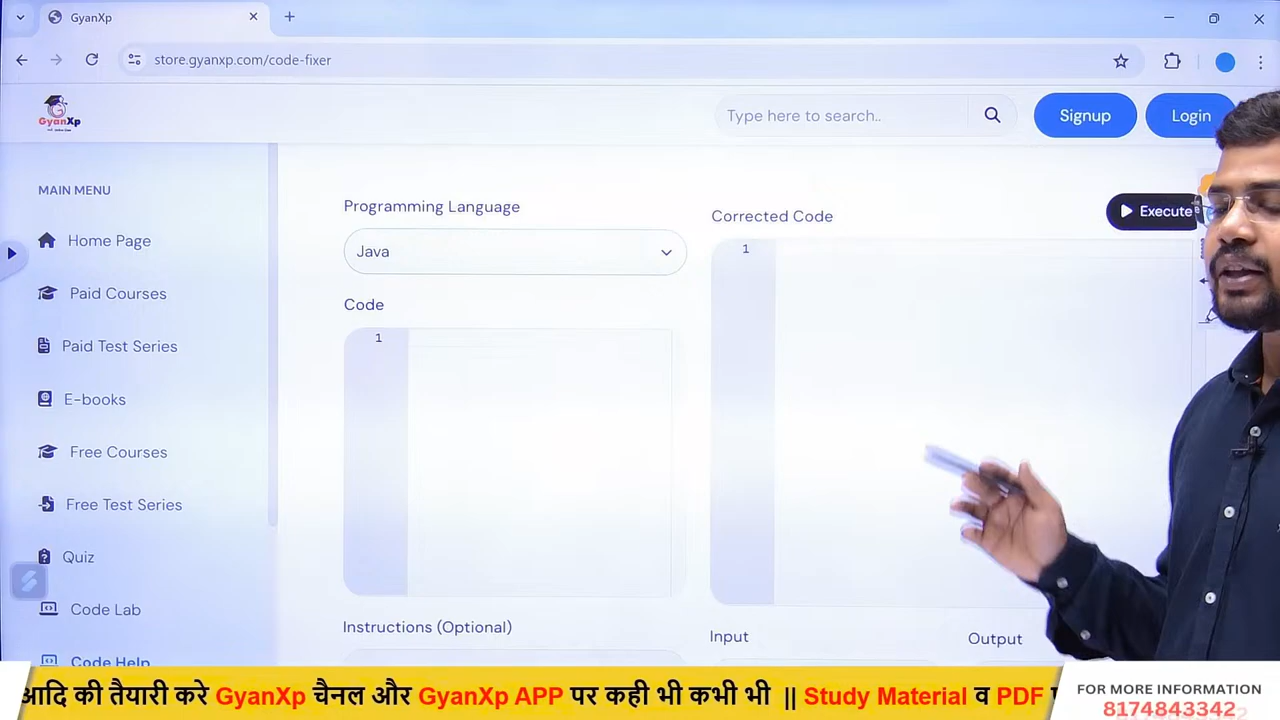 GyanXp
store.gyanxp.com/code-fixer
GyanXp
Type here to search..
Signup
Login
MAIN MENU
Home Page
Paid Courses
Paid Test Series
E-books
Free Courses
Free Test Series
Quiz
Code Lab
Code Help
Programming Language
Java
Code
1
Instructions (Optional)
Corrected Code
Execute
1
Input
Output
आदि की तैयारी करे GyanXp चैनल और GyanXp APP पर कही भी कभी भी || Study Material व PDF
FOR MORE INFORMATION
8174843342